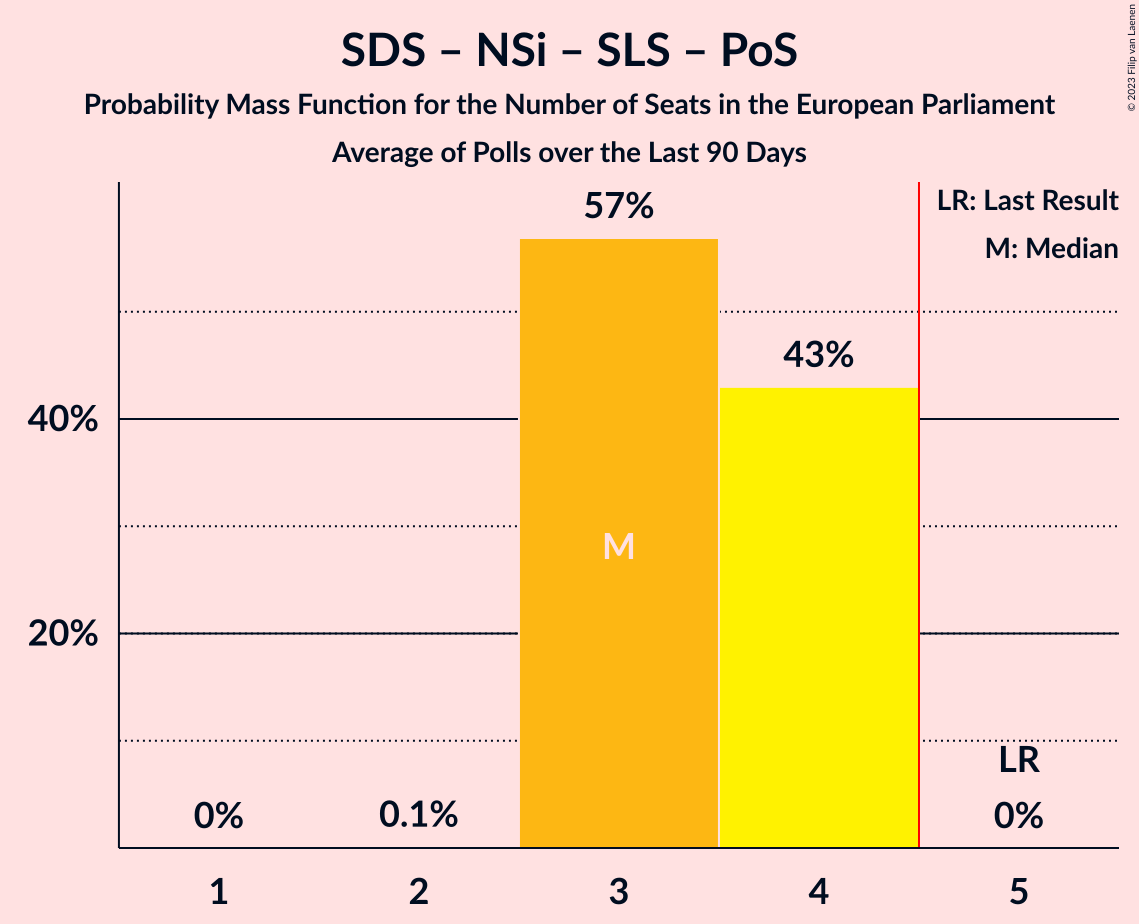 SDS – NSi – SLS – PoS
Probability Mass Function for the Number of Seats in the European Parliament
Average of Polls over the Last 90 Days
© 2023 Filip van Laenen
LR: Last Result
M: Median
57%
43%
40%
M
20%
LR
0%
0.1%
0%
1
2
3
4
5